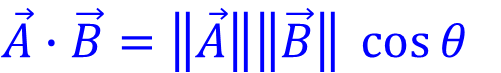 A⃗ · B⃗ = ‖A⃗‖‖B⃗‖ cos θ